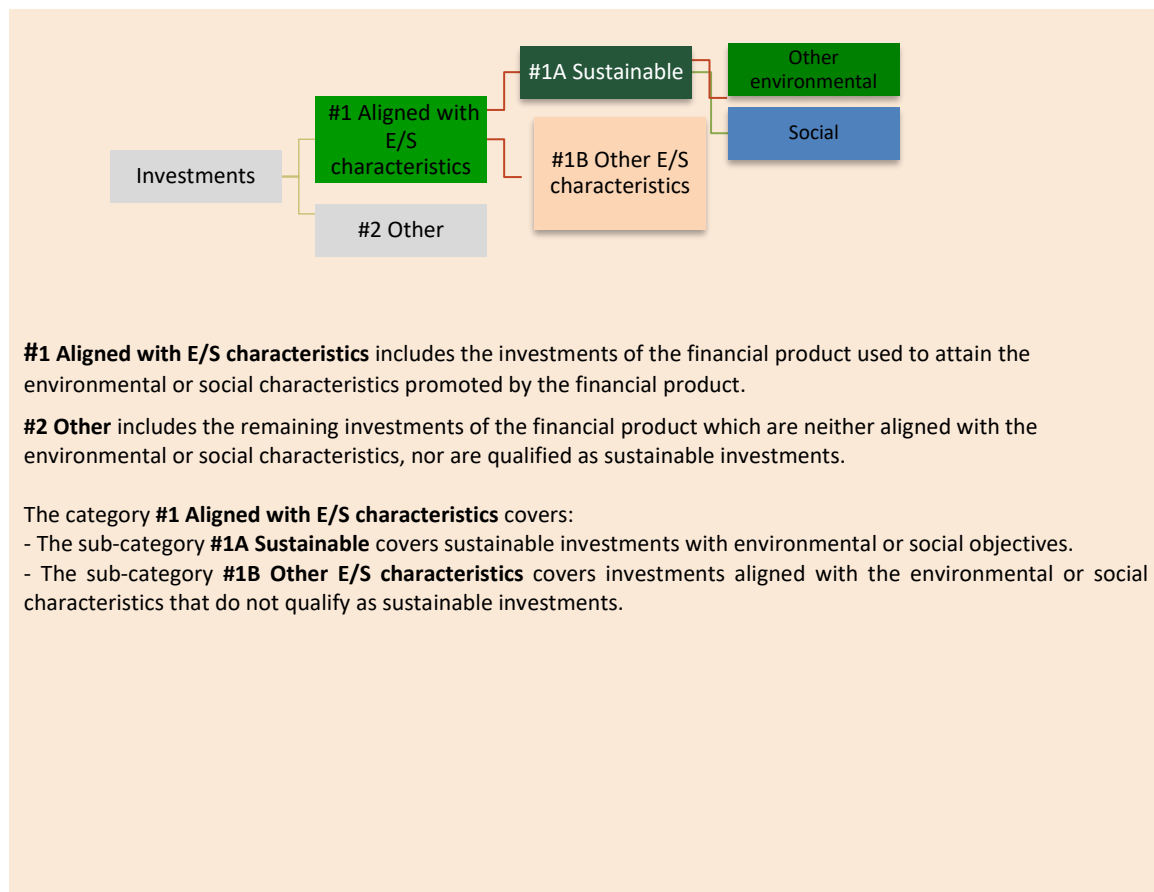 #1A Sustainable
Other
environmental
#1 Aligned with
E/S
characteristics
Social
#1B Other E/S
characteristics
Investments
#2 Other
#1 Aligned with E/S characteristics includes the investments of the financial product used to attain the
environmental or social characteristics promoted by the financial product.
#2 Other includes the remaining investments of the financial product which are neither aligned with the
environmental or social characteristics, nor are qualified as sustainable investments.
The category #1 Aligned with E/S characteristics covers:
- The sub-category #1A Sustainable covers sustainable investments with environmental or social objectives.
- The sub-category #1B Other E/S characteristics covers investments aligned with the environmental or social
characteristics that do not qualify as sustainable investments.